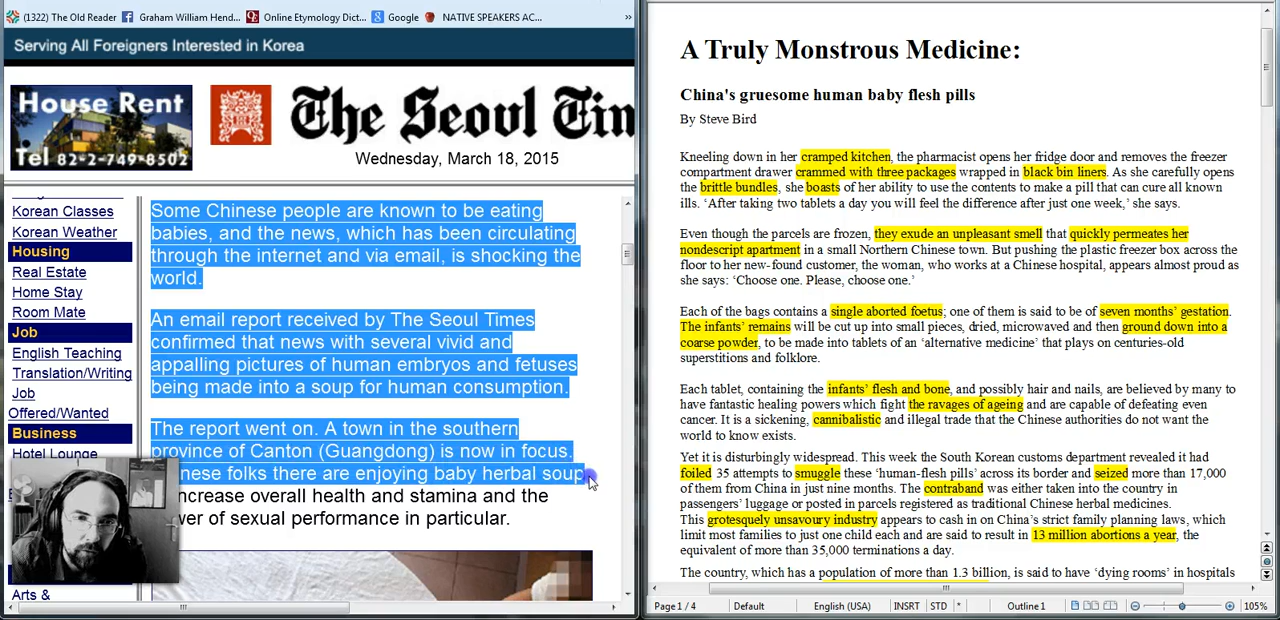 (1322) The Old Reader
Graham William Hend...
Online Etymology Dict...
Google
NATIVE SPEAKERS AC...
»
Serving All Foreigners Interested in Korea
House Rent
Tel 82-2-749-8502
The Seoul Tim
Wednesday, March 18, 2015
Korean Classes
Korean Weather
Housing
Real Estate
Home Stay
Room Mate
Job
English Teaching
Translation/Writing
Job
Offered/Wanted
Business
Hotel Lounge
Arts &
Some Chinese people are known to be eating
babies, and the news, which has been circulating
through the internet and via email, is shocking the
world.
An email report received by The Seoul Times
confirmed that news with several vivid and
appalling pictures of human embryos and fetuses
being made into a soup for human consumption.
The report went on. A town in the southern
province of Canton (Guangdong) is now in focus.
nese folks there are enjoying baby herbal soup
increase overall health and stamina and the
wer of sexual performance in particular.
A Truly Monstrous Medicine:
China's gruesome human baby flesh pills
By Steve Bird
Kneeling down in her cramped kitchen, the pharmacist opens her fridge door and removes the freezer
compartment drawer crammed with three packages wrapped in black bin liners. As she carefully opens
the brittle bundles, she boasts of her ability to use the contents to make a pill that can cure all known
ills. ‘After taking two tablets a day you will feel the difference after just one week,’ she says.
Even though the parcels are frozen, they exude an unpleasant smell that quickly permeates her
nondescript apartment in a small Northern Chinese town. But pushing the plastic freezer box across the
floor to her new-found customer, the woman, who works at a Chinese hospital, appears almost proud as
she says: ‘Choose one. Please, choose one.’
Each of the bags contains a single aborted foetus; one of them is said to be of seven months’ gestation.
The infants’ remains will be cut up into small pieces, dried, microwaved and then ground down into a
coarse powder, to be made into tablets of an ‘alternative medicine’ that plays on centuries-old
superstitions and folklore.
Each tablet, containing the infants’ flesh and bone, and possibly hair and nails, are believed by many to
have fantastic healing powers which fight the ravages of ageing and are capable of defeating even
cancer. It is a sickening, cannibalistic and illegal trade that the Chinese authorities do not want the
world to know exists.
Yet it is disturbingly widespread. This week the South Korean customs department revealed it had
foiled 35 attempts to smuggle these ‘human-flesh pills’ across its border and seized more than 17,000
of them from China in just nine months. The contraband was either taken into the country in
passengers’ luggage or posted in parcels registered as traditional Chinese herbal medicines.
This grotesquely unsavoury industry appears to cash in on China’s strict family planning laws, which
limit most families to just one child each and are said to result in 13 million abortions a year, the
equivalent of more than 35,000 terminations a day.
The country, which has a population of more than 1.3 billion, is said to have ‘dying rooms’ in hospitals
Page 1 / 4
Default
English (USA)
INSRT
STD
*
Outline 1
105%